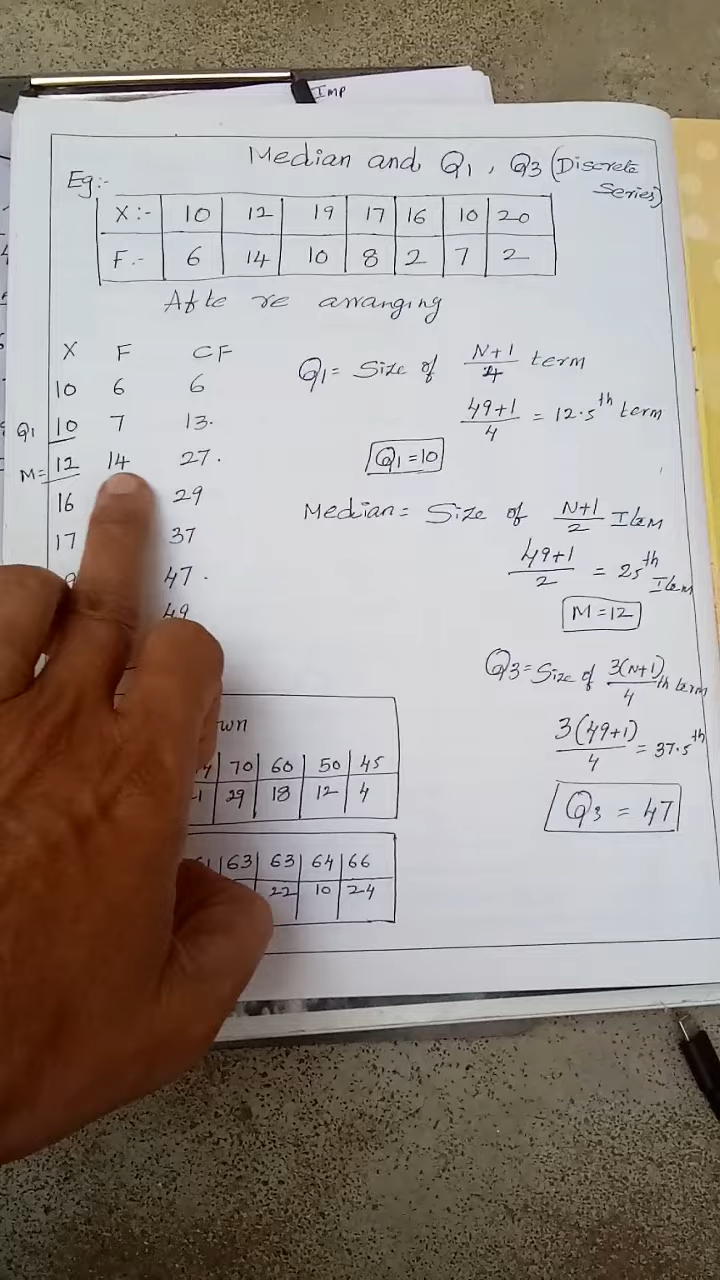 IMP
Median and Q1, Q3 (Discrete Series)
Eg:-
X:- 10 12 19 17 16 10 20
F.- 6 14 10 8 2 7 2
Afte re arranging
X F CF
10 6 6
Q1 10 7 13.
M= 12 14 27.
16 29
17 37
9 47.
49
Q1= Size of N+1/4 term
49+1/4 = 12.5th term
Q1=10
Median= Size of N+1/2 Item
49+1/2 = 25th Item
M=12
Q3=Size of 3(N+1)/4 th term
3(49+1)/4 = 37.5th
Q3 = 47
wn
70 60 50 45
29 18 12 4
63 63 64 66
22 10 24